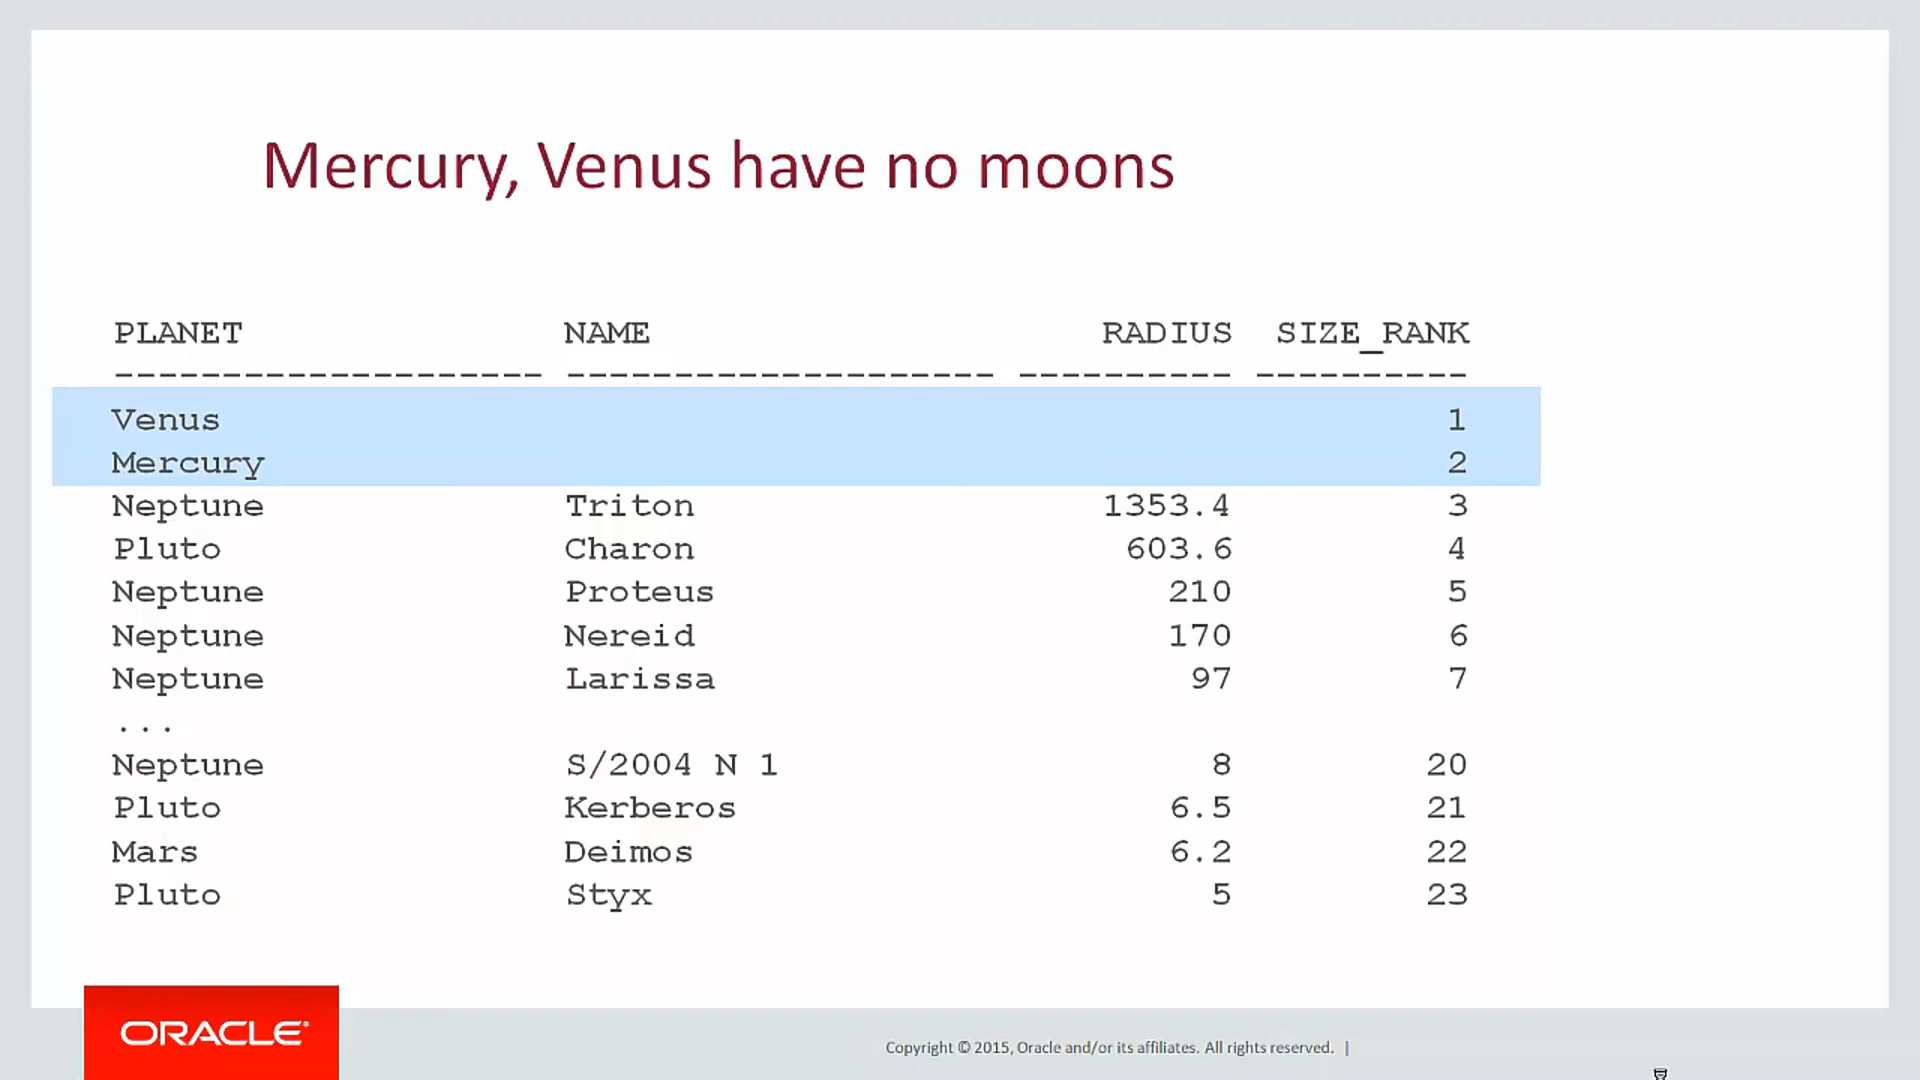 Mercury, Venus have no moons
PLANET NAME RADIUS SIZE_RANK
-------------------- -------------------- ---------- ----------
Venus 1
Mercury 2
Neptune Triton 1353.4 3
Pluto Charon 603.6 4
Neptune Proteus 210 5
Neptune Nereid 170 6
Neptune Larissa 97 7
...
Neptune S/2004 N 1 8 20
Pluto Kerberos 6.5 21
Mars Deimos 6.2 22
Pluto Styx 5 23
ORACLE®
Copyright © 2015, Oracle and/or its affiliates. All rights reserved. |